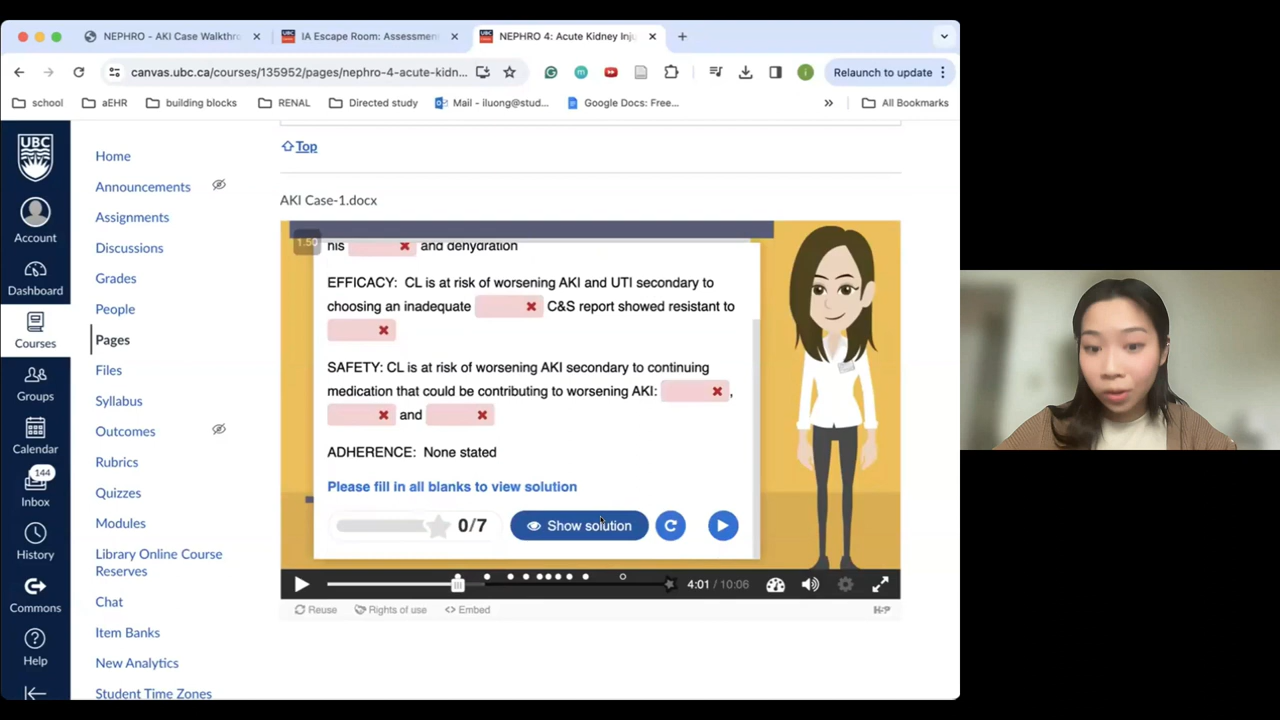 NEPHRO - AKI Case Walkthro
IA Escape Room: Assessment
NEPHRO 4: Acute Kidney Inju
canvas.ubc.ca/courses/135952/pages/nephro-4-acute-kidn...
Relaunch to update
school
aEHR
building blocks
RENAL
Directed study
Mail - iluong@stud...
Google Docs: Free...
»
All Bookmarks
UBC
Account
Dashboard
Courses
Groups
Calendar
144
Inbox
History
Commons
Help
Home
Announcements
Assignments
Discussions
Grades
People
Pages
Files
Syllabus
Outcomes
Rubrics
Quizzes
Modules
Library Online Course
Reserves
Chat
Item Banks
New Analytics
Student Time Zones
Top
AKI Case-1.docx
1.50
his and dehydration
EFFICACY: CL is at risk of worsening AKI and UTI secondary to
choosing an inadequate C&S report showed resistant to
SAFETY: CL is at risk of worsening AKI secondary to continuing
medication that could be contributing to worsening AKI: ,
and
ADHERENCE: None stated
Please fill in all blanks to view solution
0/7
Show solution
4:01 / 10:06
Reuse
Rights of use
<> Embed
H-P